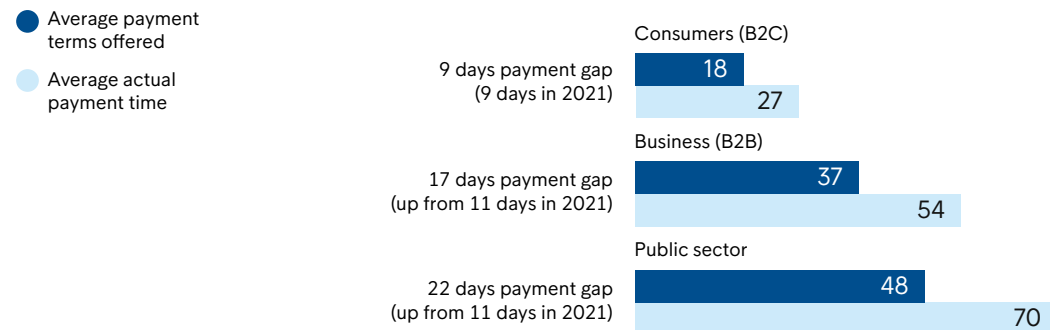 Average payment
terms offered
Average actual
payment time
Consumers (B2C)
9 days payment gap
(9 days in 2021)
18
27
Business (B2B)
17 days payment gap
(up from 11 days in 2021)
37
54
Public sector
22 days payment gap
(up from 11 days in 2021)
48
70